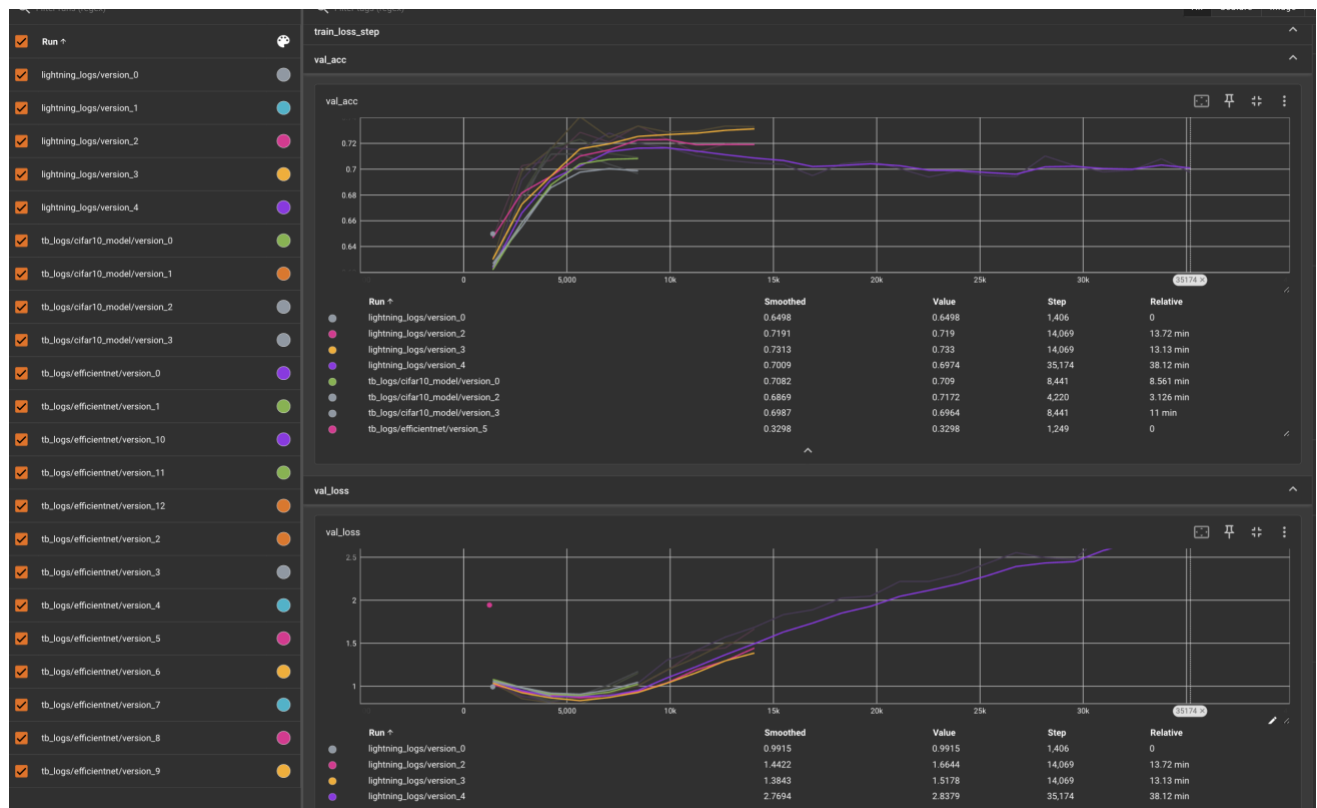 Run ↑
lightning_logs/version_0
lightning_logs/version_1
lightning_logs/version_2
lightning_logs/version_3
lightning_logs/version_4
tb_logs/cifar10_model/version_0
tb_logs/cifar10_model/version_1
tb_logs/cifar10_model/version_2
tb_logs/cifar10_model/version_3
tb_logs/efficientnet/version_0
tb_logs/efficientnet/version_1
tb_logs/efficientnet/version_10
tb_logs/efficientnet/version_11
tb_logs/efficientnet/version_12
tb_logs/efficientnet/version_2
tb_logs/efficientnet/version_3
tb_logs/efficientnet/version_4
tb_logs/efficientnet/version_5
tb_logs/efficientnet/version_6
tb_logs/efficientnet/version_7
tb_logs/efficientnet/version_8
tb_logs/efficientnet/version_9
train_loss_step
val_acc
val_acc
0.72
0.7
0.68
0.66
0.64
0 5,000 10k 15k 20k 25k 30k 35174 ×
Run ↑ Smoothed Value Step Relative
lightning_logs/version_0 0.6498 0.6498 1,406 0
lightning_logs/version_2 0.7191 0.719 14,069 13.72 min
lightning_logs/version_3 0.7313 0.733 14,069 13.13 min
lightning_logs/version_4 0.7009 0.6974 35,174 38.12 min
tb_logs/cifar10_model/version_0 0.7082 0.709 8,441 8.561 min
tb_logs/cifar10_model/version_2 0.6869 0.7172 4,220 3.126 min
tb_logs/cifar10_model/version_3 0.6987 0.6964 8,441 11 min
tb_logs/efficientnet/version_5 0.3298 0.3298 1,249 0
val_loss
val_loss
2.5
2
1.5
1
0 5,000 10k 15k 20k 25k 30k 35174 ×
Run ↑ Smoothed Value Step Relative
lightning_logs/version_0 0.9915 0.9915 1,406 0
lightning_logs/version_2 1.4422 1.6644 14,069 13.72 min
lightning_logs/version_3 1.3843 1.5178 14,069 13.13 min
lightning_logs/version_4 2.7694 2.8379 35,174 38.12 min